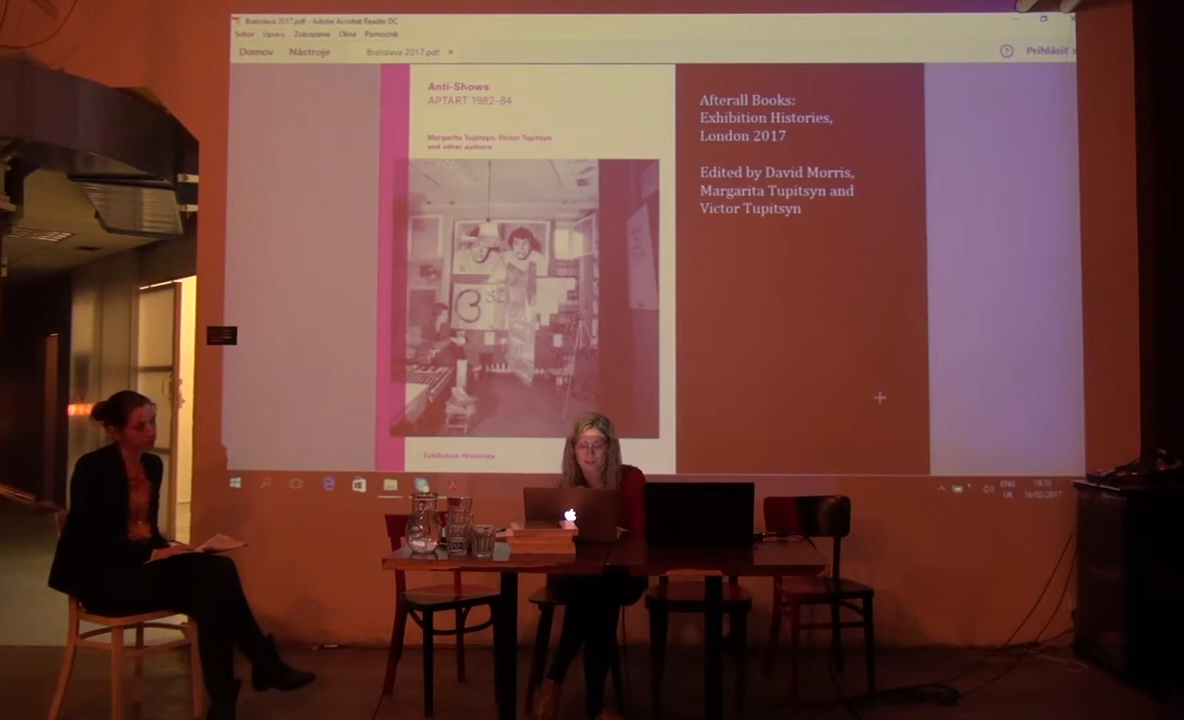 Bratislava 2017.pdf - Adobe Acrobat Reader DC
Súbor Úpravy Zobrazenie Okná Pomocník
Domov Nástroje Bratislava 2017.pdf × ? Prihlásiť
Anti-Shows
APTART 1982–84
Margarita Tupitsyn, Victor Tupitsyn
and other authors
Exhibition Histories
Afterall Books:
Exhibition Histories,
London 2017
Edited by David Morris,
Margarita Tupitsyn and
Victor Tupitsyn
ENG
UK